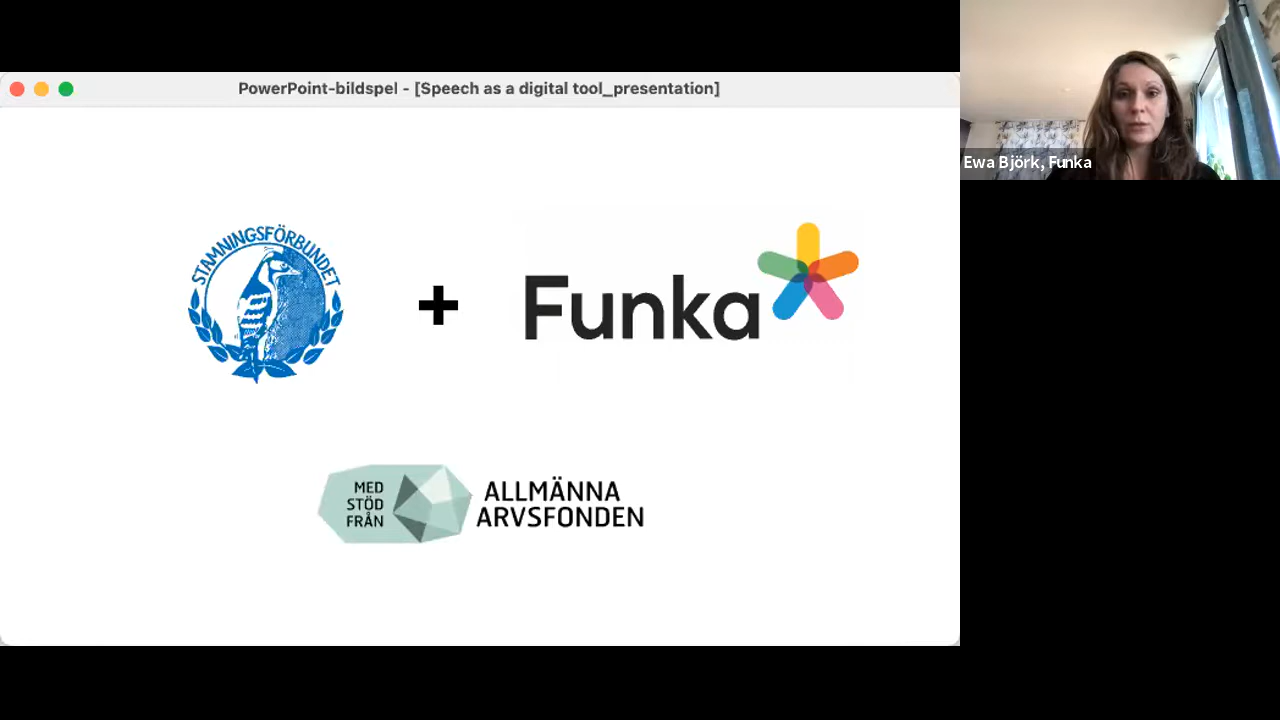 PowerPoint-bildspel - [Speech as a digital tool_presentation]
Ewa Björk, Funka
STAMNINGSFÖRBUNDET
+
Funka
MED
STÖD
FRÅN
ALLMÄNNA
ARVSFONDEN